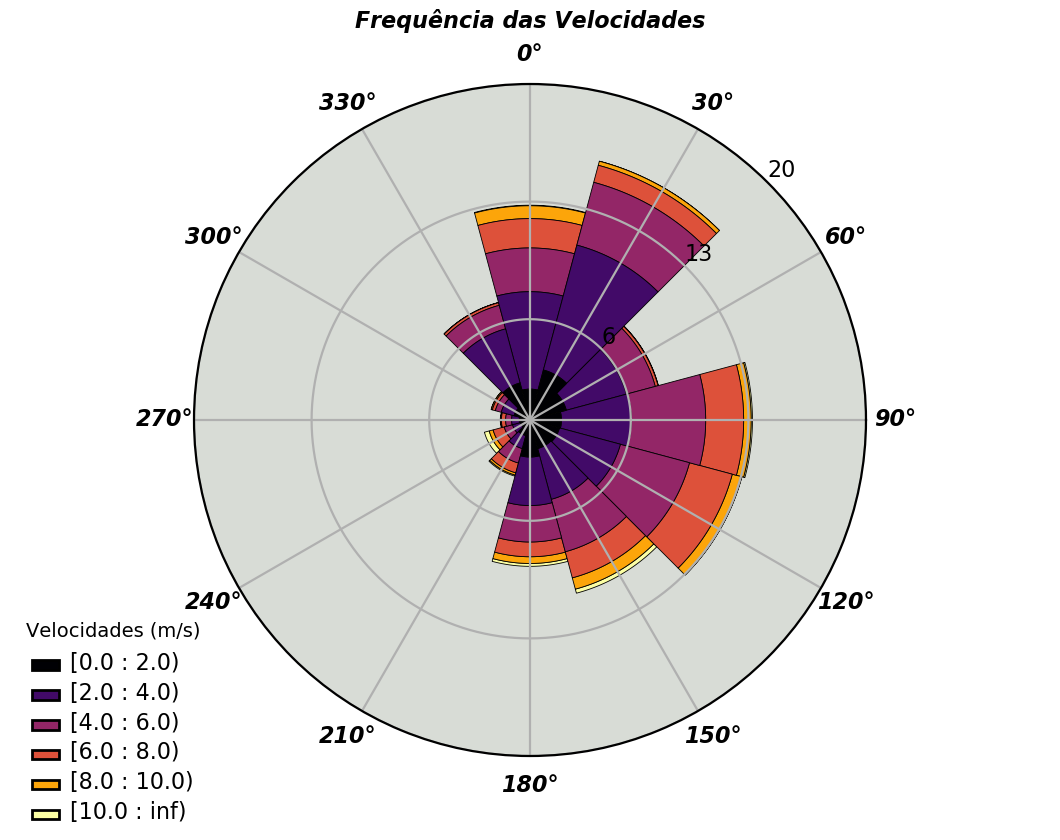 Frequência das Velocidades
0°
330°
30°
20
300°
60°
13
6
270°
90°
240°
120°
210°
150°
180°
Velocidades (m/s)
[0.0 : 2.0)
[2.0 : 4.0)
[4.0 : 6.0)
[6.0 : 8.0)
[8.0 : 10.0)
[10.0 : inf)